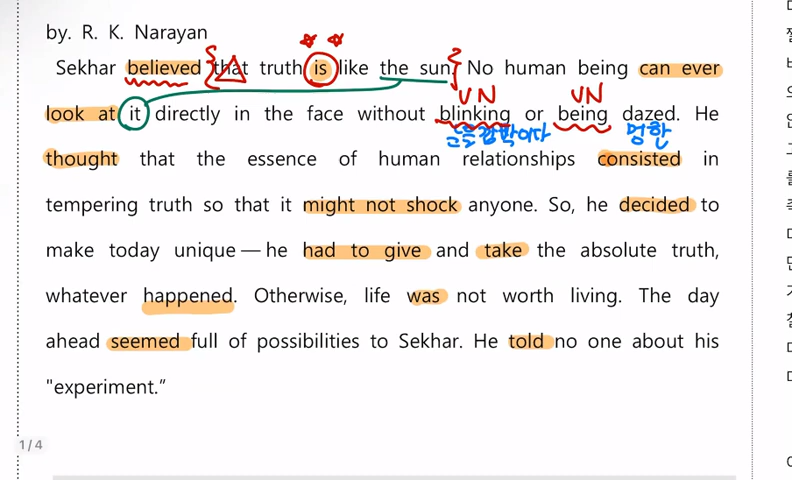 by. R. K. Narayan
Sekhar believed that truth is like the sun. No human being can ever
VN VN
look at it directly in the face without blinking or being dazed. He
눈을 깜빡이다 멍한
thought that the essence of human relationships consisted in
tempering truth so that it might not shock anyone. So, he decided to
make today unique — he had to give and take the absolute truth,
whatever happened. Otherwise, life was not worth living. The day
ahead seemed full of possibilities to Sekhar. He told no one about his
"experiment."
1/4